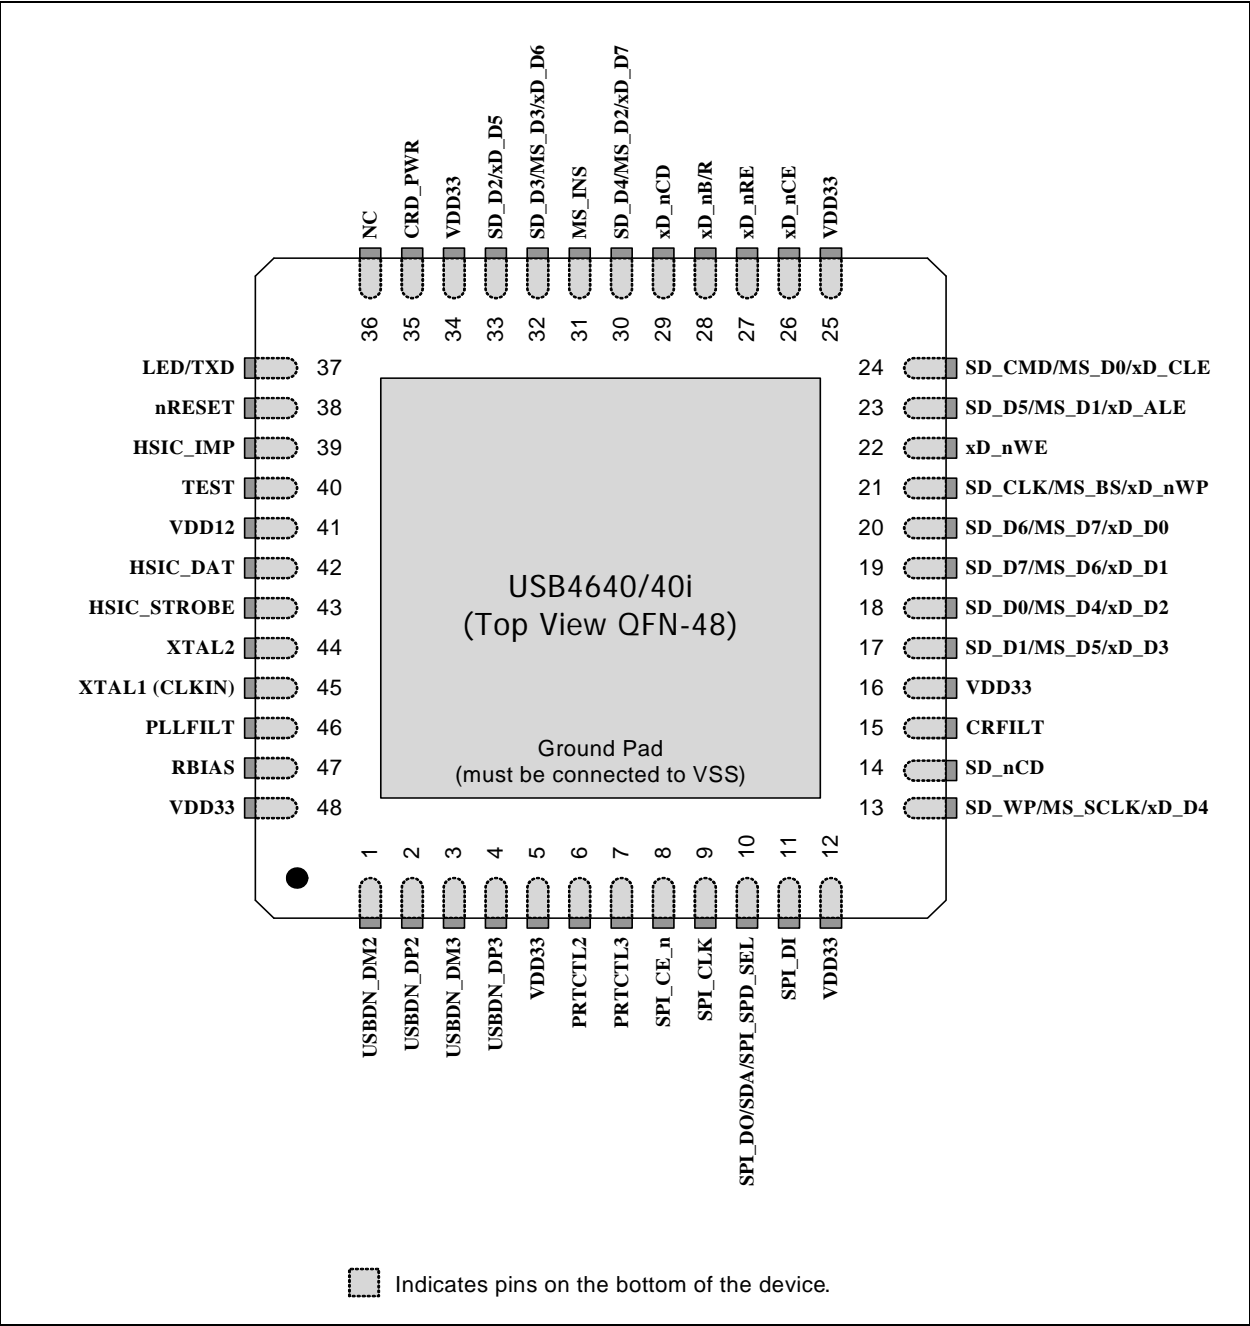 NC
CRD_PWR
VDD33
SD_D2/xD_D5
SD_D3/MS_D3/xD_D6
MS_INS
SD_D4/MS_D2/xD_D7
xD_nCD
xD_nB/R
xD_nRE
xD_nCE
VDD33
36
35
34
33
32
31
30
29
28
27
26
25
LED/TXD 37
nRESET 38
HSIC_IMP 39
TEST 40
VDD12 41
HSIC_DAT 42
HSIC_STROBE 43
XTAL2 44
XTAL1 (CLKIN) 45
PLLFILT 46
RBIAS 47
VDD33 48
24 SD_CMD/MS_D0/xD_CLE
23 SD_D5/MS_D1/xD_ALE
22 xD_nWE
21 SD_CLK/MS_BS/xD_nWP
20 SD_D6/MS_D7/xD_D0
19 SD_D7/MS_D6/xD_D1
18 SD_D0/MS_D4/xD_D2
17 SD_D1/MS_D5/xD_D3
16 VDD33
15 CRFILT
14 SD_nCD
13 SD_WP/MS_SCLK/xD_D4
USB4640/40i
(Top View QFN-48)
Ground Pad
(must be connected to VSS)
1
2
3
4
5
6
7
8
9
10
11
12
USBDN_DM2
USBDN_DP2
USBDN_DM3
USBDN_DP3
VDD33
PRTCTL2
PRTCTL3
SPI_CE_n
SPI_CLK
SPI_DO/SDA/SPI_SPD_SEL
SPI_DI
VDD33
Indicates pins on the bottom of the device.